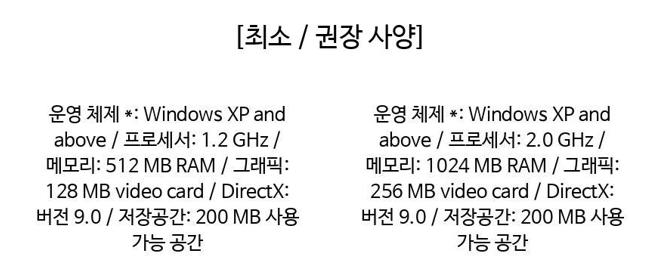 [최소 / 권장 사양]
운영 체제 *: Windows XP and
above / 프로세서: 1.2 GHz /
메모리: 512 MB RAM / 그래픽:
128 MB video card / DirectX:
버전 9.0 / 저장공간: 200 MB 사용
가능 공간
운영 체제 *: Windows XP and
above / 프로세서: 2.0 GHz /
메모리: 1024 MB RAM / 그래픽:
256 MB video card / DirectX:
버전 9.0 / 저장공간: 200 MB 사용
가능 공간